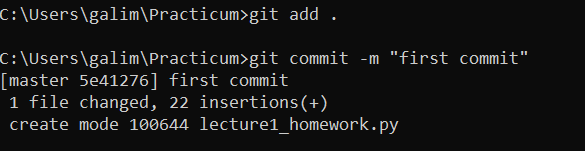 C:\Users\galim\Practicum>git add .
C:\Users\galim\Practicum>git commit -m "first commit"
[master 5e41276] first commit
 1 file changed, 22 insertions(+)
 create mode 100644 lecture1_homework.py